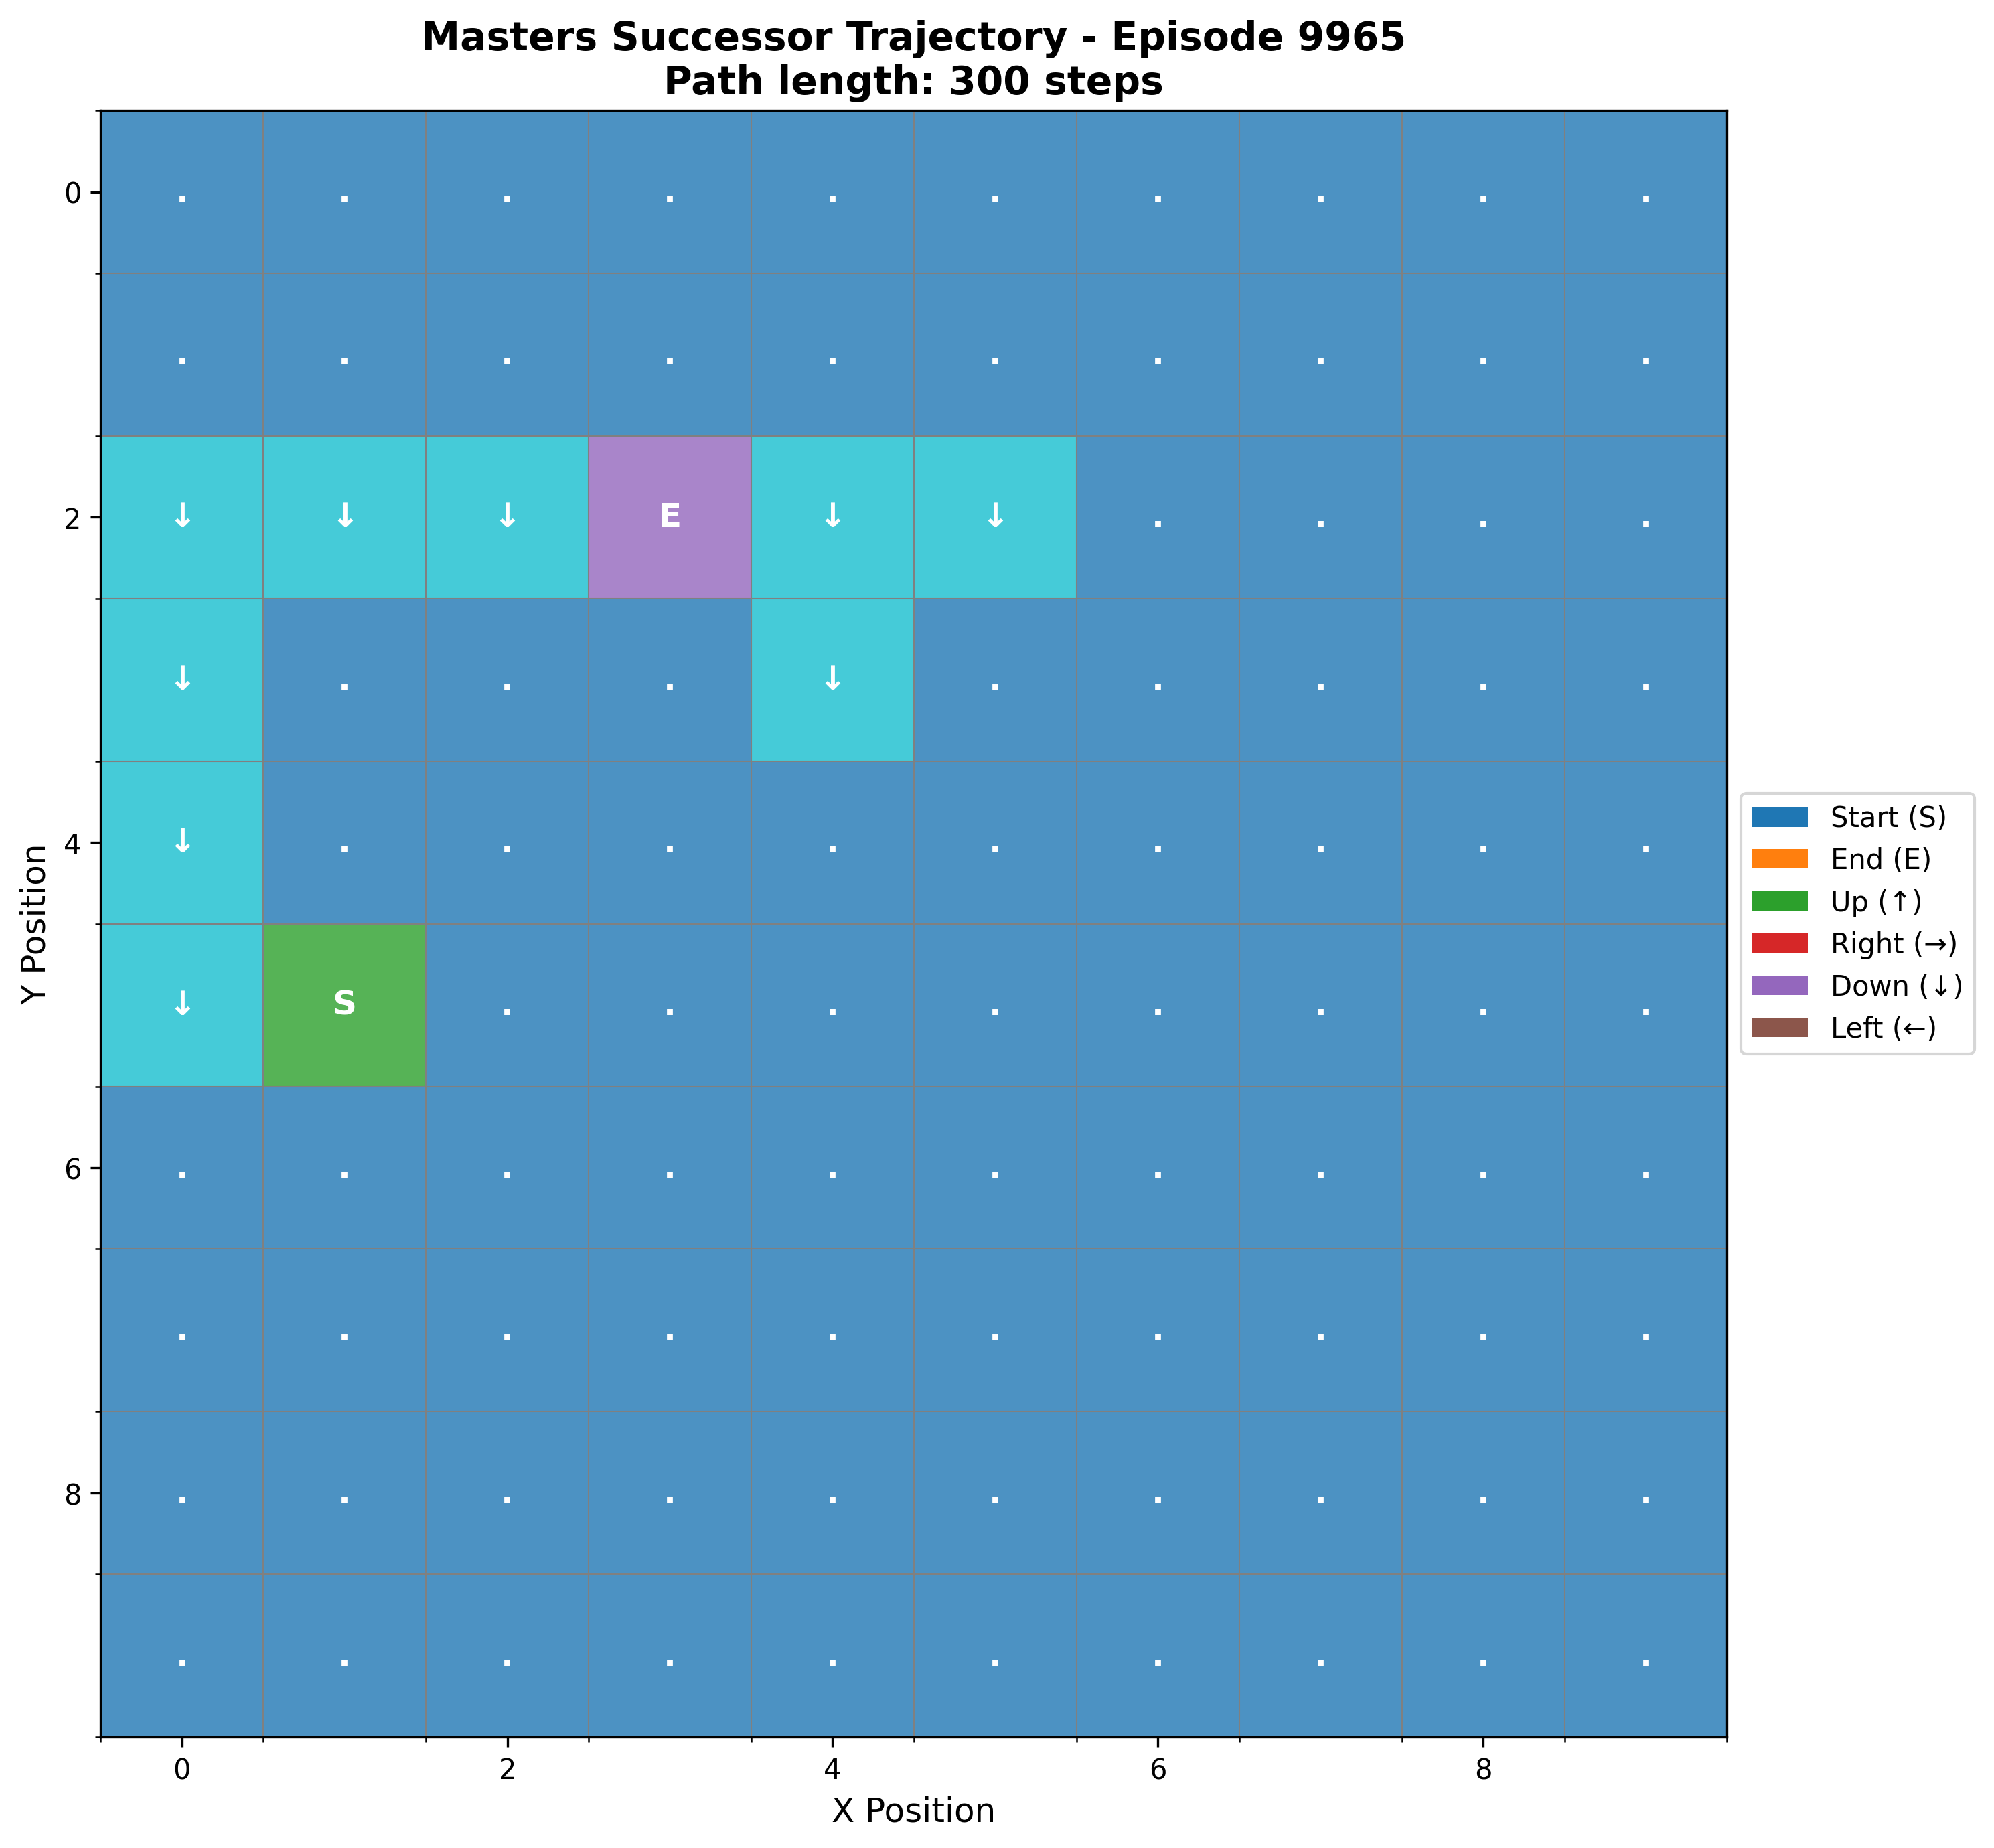 Masters Successor Trajectory - Episode 9965
Path length: 300 steps
0 . . . . . . . . . .
. . . . . . . . . .
2 ↓ ↓ ↓ E ↓ ↓ . . . .
↓ . . . ↓ . . . . .
4 ↓ . . . . . . . . .
↓ S . . . . . . . .
6 . . . . . . . . . .
. . . . . . . . . .
8 . . . . . . . . . .
. . . . . . . . . .
0 2 4 6 8
X Position
Y Position
Start (S)
End (E)
Up (↑)
Right (→)
Down (↓)
Left (←)